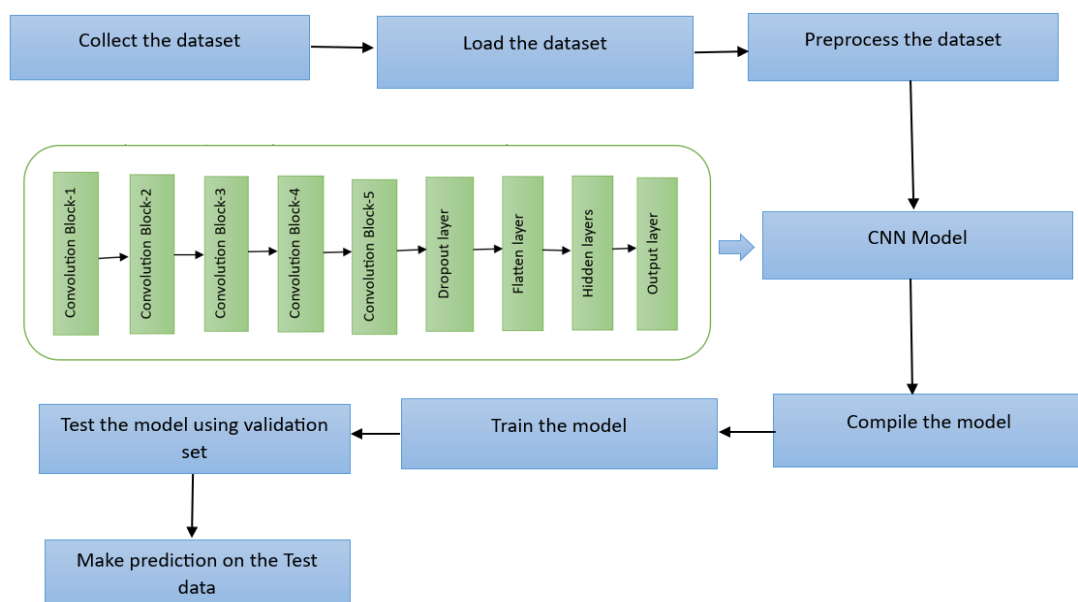 Collect the dataset
Load the dataset
Preprocess the dataset
Convolution Block-1
Convolution Block-2
Convolution Block-3
Convolution Block-4
Convolution Block-5
Dropout layer
Flatten layer
Hidden layers
Output layer
CNN Model
Test the model using validation
set
Train the model
Compile the model
Make prediction on the Test
data